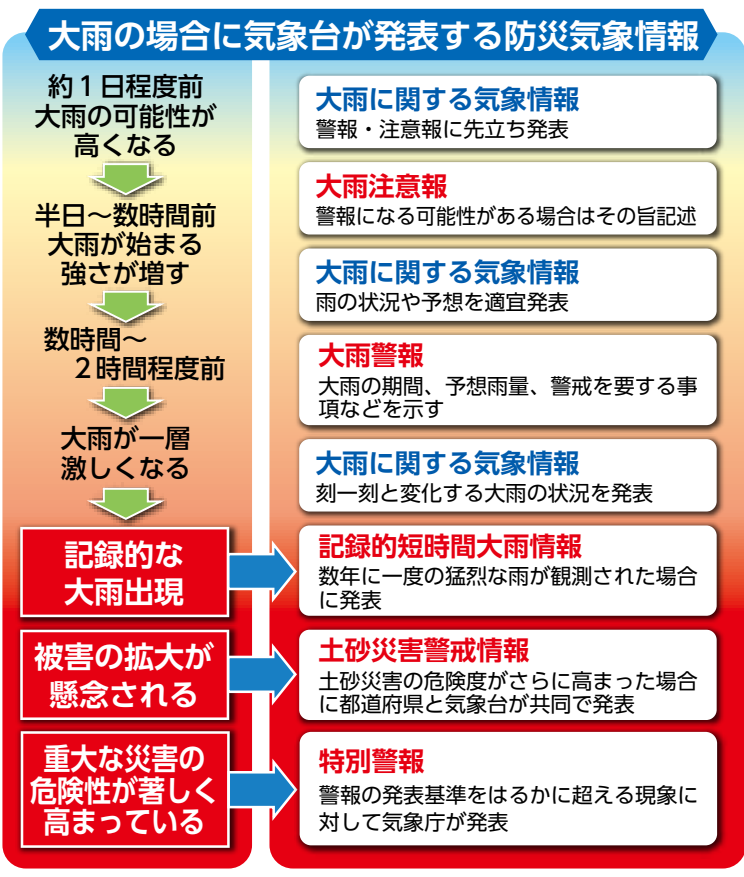 大雨の場合に気象台が発表する防災気象情報
約1日程度前
大雨の可能性が
高くなる
半日～数時間前
大雨が始まる
強さが増す
数時間～
2時間程度前
大雨が一層
激しくなる
記録的な
大雨出現
被害の拡大が
懸念される
重大な災害の
危険性が著しく
高まっている
大雨に関する気象情報
警報・注意報に先立ち発表
大雨注意報
警報になる可能性がある場合はその旨記述
大雨に関する気象情報
雨の状況や予想を適宜発表
大雨警報
大雨の期間、予想雨量、警戒を要する事
項などを示す
大雨に関する気象情報
刻一刻と変化する大雨の状況を発表
記録的短時間大雨情報
数年に一度の猛烈な雨が観測された場合
に発表
土砂災害警戒情報
土砂災害の危険度がさらに高まった場合
に都道府県と気象台が共同で発表
特別警報
警報の発表基準をはるかに超える現象に
対して気象庁が発表